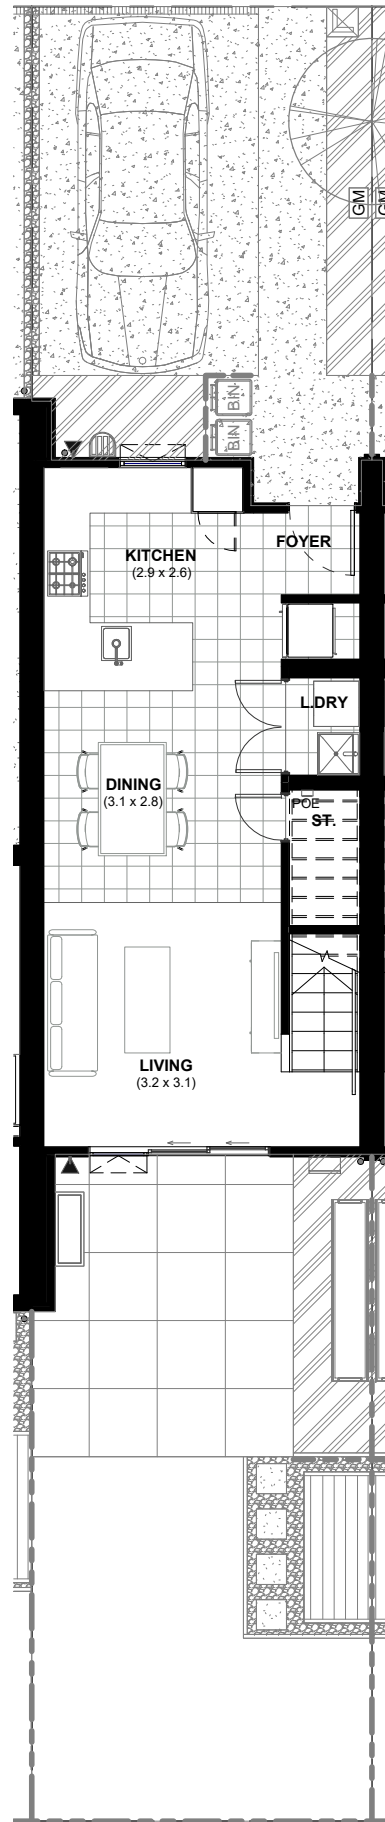 GM
GM
BIN
BIN
KITCHEN
(2.9 x 2.6)
FOYER
L.DRY
DINING
(3.1 x 2.8)
POE
ST.
LIVING
(3.2 x 3.1)